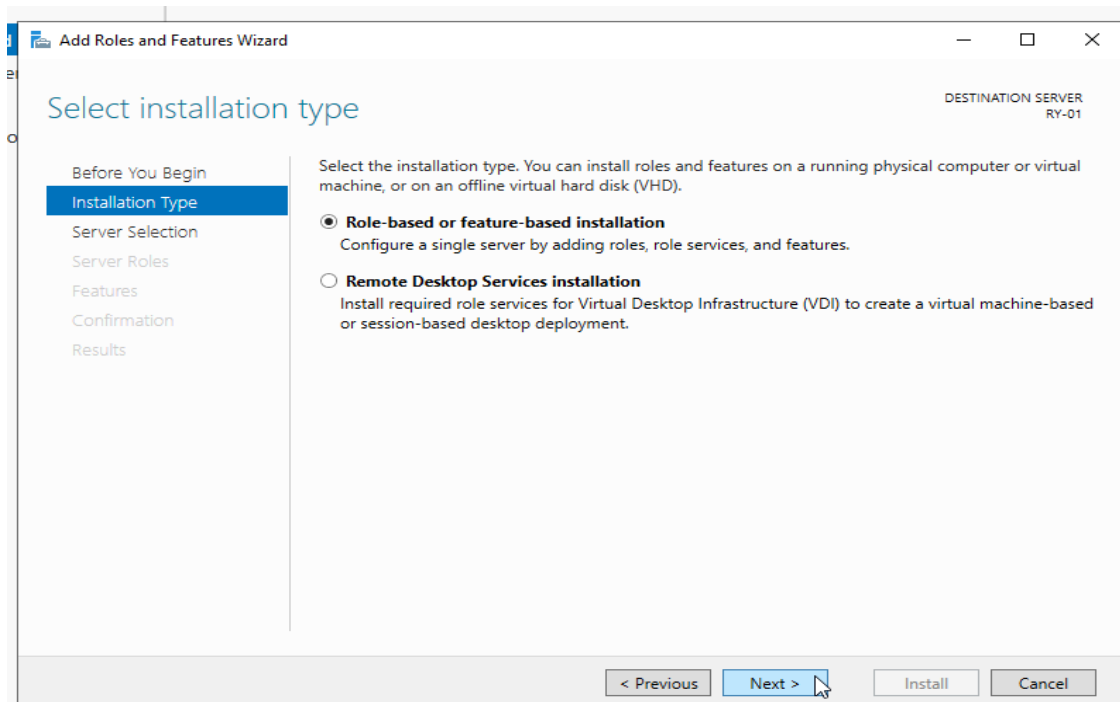 Add Roles and Features Wizard
Select installation type
DESTINATION SERVER
RY-01
Before You Begin
Installation Type
Server Selection
Server Roles
Features
Confirmation
Results
Select the installation type. You can install roles and features on a running physical computer or virtual
machine, or on an offline virtual hard disk (VHD).
Role-based or feature-based installation
Configure a single server by adding roles, role services, and features.
Remote Desktop Services installation
Install required role services for Virtual Desktop Infrastructure (VDI) to create a virtual machine-based
or session-based desktop deployment.
< Previous
Next >
Install
Cancel